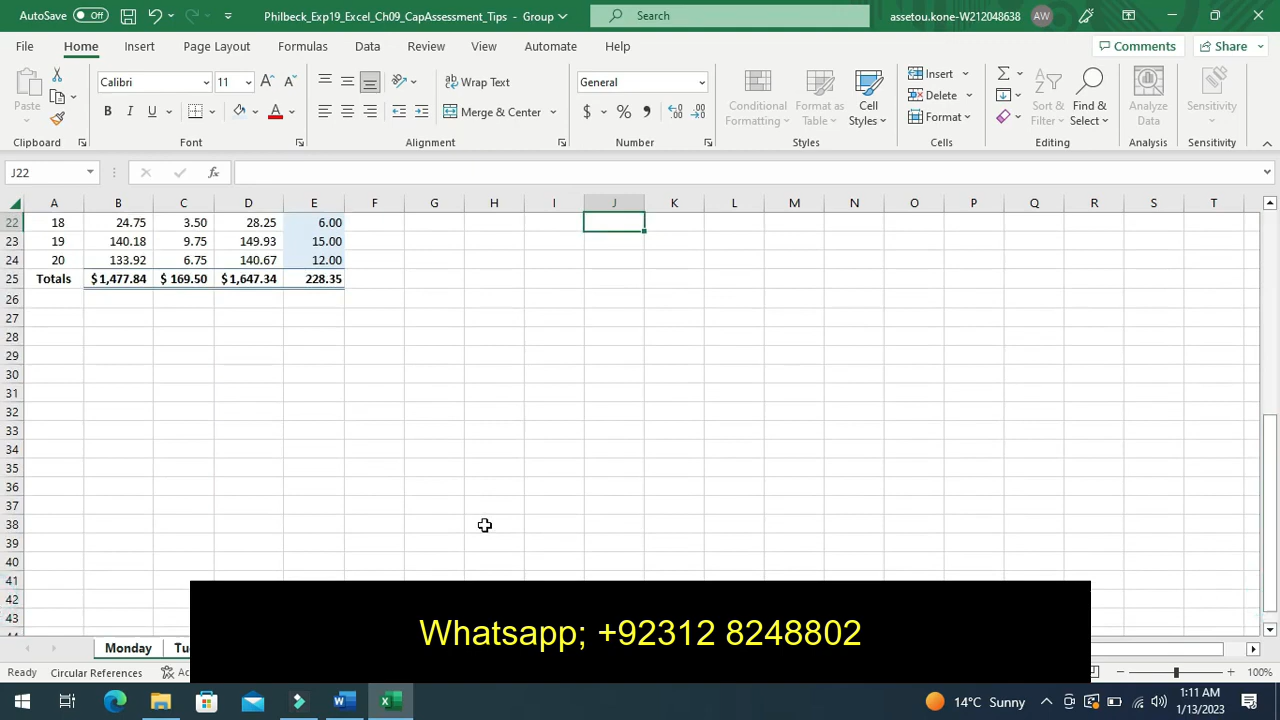 AutoSave Off Philbeck_Exp19_Excel_Ch09_CapAssessment_Tips - Group Search assetou.kone-W212048638 AW
File Home Insert Page Layout Formulas Data Review View Automate Help Comments Share
Paste Calibri 11 Wrap Text General Conditional Formatting Format as Table Cell Styles Insert Delete Format Sort & Filter Find & Select Analyze Data Sensitivity
B I U A Merge & Center $ % ,
Clipboard Font Alignment Number Styles Cells Editing Analysis Sensitivity
J22 fx
A B C D E F G H I J K L M N O P Q R S T
22 18 24.75 3.50 28.25 6.00
23 19 140.18 9.75 149.93 15.00
24 20 133.92 6.75 140.67 12.00
25 Totals $ 1,477.84 $ 169.50 $ 1,647.34 228.35
26
27
28
29
30
31
32
33
34
35
36
37
38
39
40
41
42
43
Whatsapp; +92312 8248802
Monday
Ready Circular References 100%
14°C Sunny 1:11 AM
1/13/2023